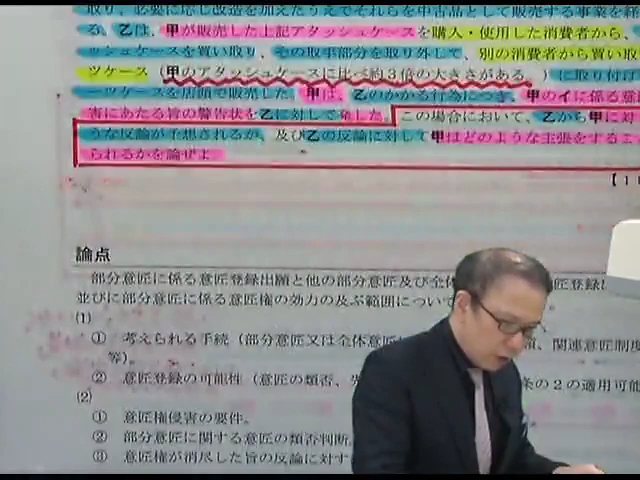 取り、必要に応じ改造を加えたうえでそれらを中古品として販売する事業を
る。乙は、甲が販売した上記アタッシュケースを購入・使用した消費者から、
ッシュケースを買い取り、その取手部分を取り外して、別の消費者から買い取
ツケース（甲のアタッシュケースに比べ約3倍の大きさがある。）に取り付け
ーツケースを店頭で販売した。甲は、乙のかかる行為につき、甲のイに係る意
害にあたる旨の警告状を乙に対して発した。この場合において、乙から甲に対
うな反論が予想されるか、及び乙の反論に対して甲はどのような主張をする
られるかを論ぜよ。
論点
部分意匠に係る意匠登録出願と他の部分意匠及び全体 意匠登録
並びに部分意匠に係る意匠権の効力の及ぶ範囲につい
(1)
① 考えられる手続（部分意匠又は全体意匠 、関連意匠制度
等）。
② 意匠登録の可能性（意匠の類否、 条の2の適用可能
(2)
① 意匠権侵害の要件。
② 部分意匠に関する意匠の類否判断
③ 意匠権が消尽した旨の反論に対す